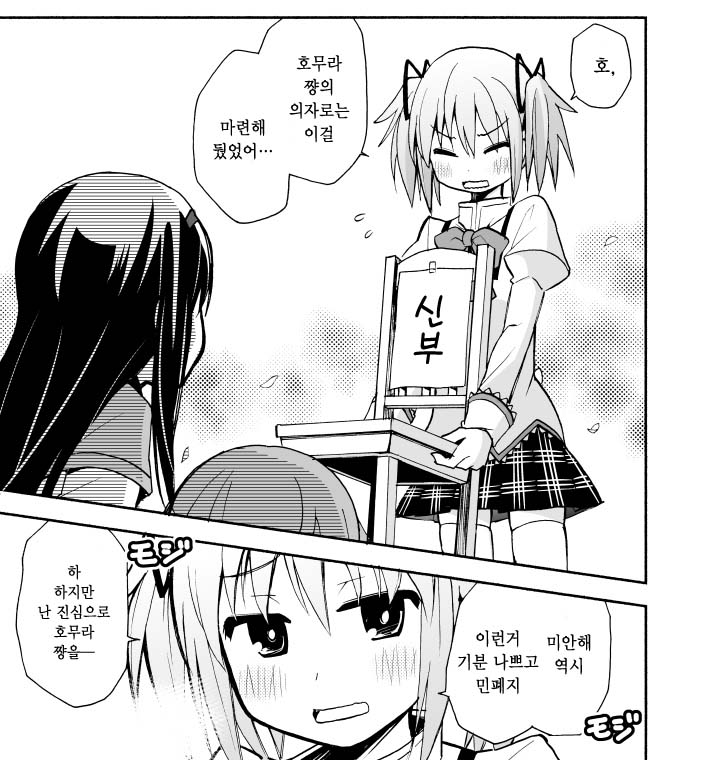 호,
호무라
쨩의
의자로는
이걸
마련해
뒀었어…
신
부
미안해
역시
이런거
기분 나쁘고
민폐지
モジ
モジ
하
하지만
난 진심으로
호무라
쨩을—